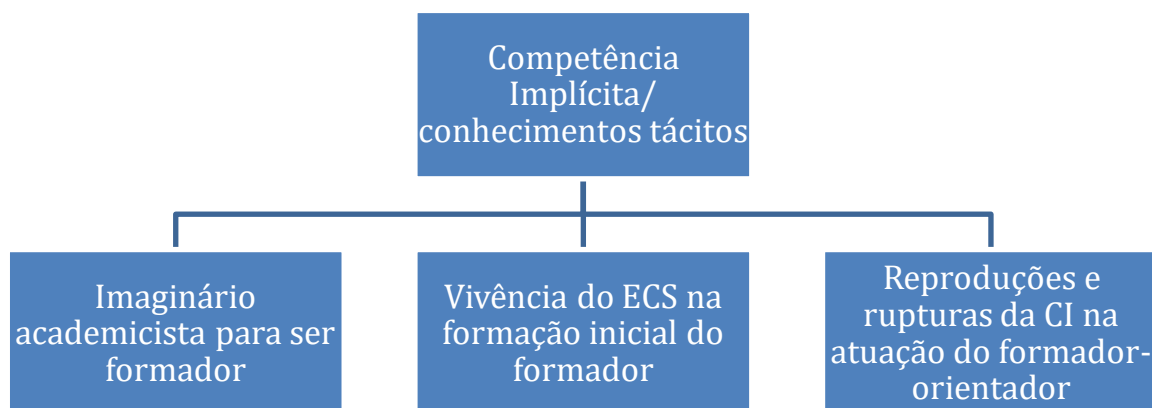 Competência
Implícita/
conhecimentos tácitos
Imaginário
academicista para ser
formador
Vivência do ECS na
formação inicial do
formador
Reproduções e
rupturas da CI na
atuação do formador-
orientador